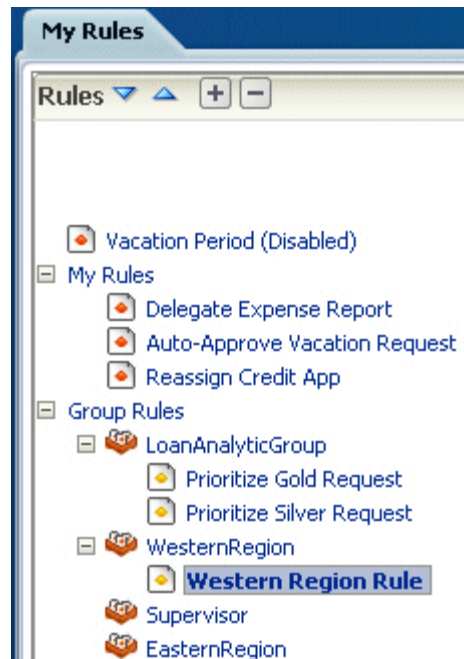 My Rules
Rules
Vacation Period (Disabled)
My Rules
Delegate Expense Report
Auto-Approve Vacation Request
Reassign Credit App
Group Rules
LoanAnalyticGroup
Prioritize Gold Request
Prioritize Silver Request
WesternRegion
Western Region Rule
Supervisor
EasternRegion